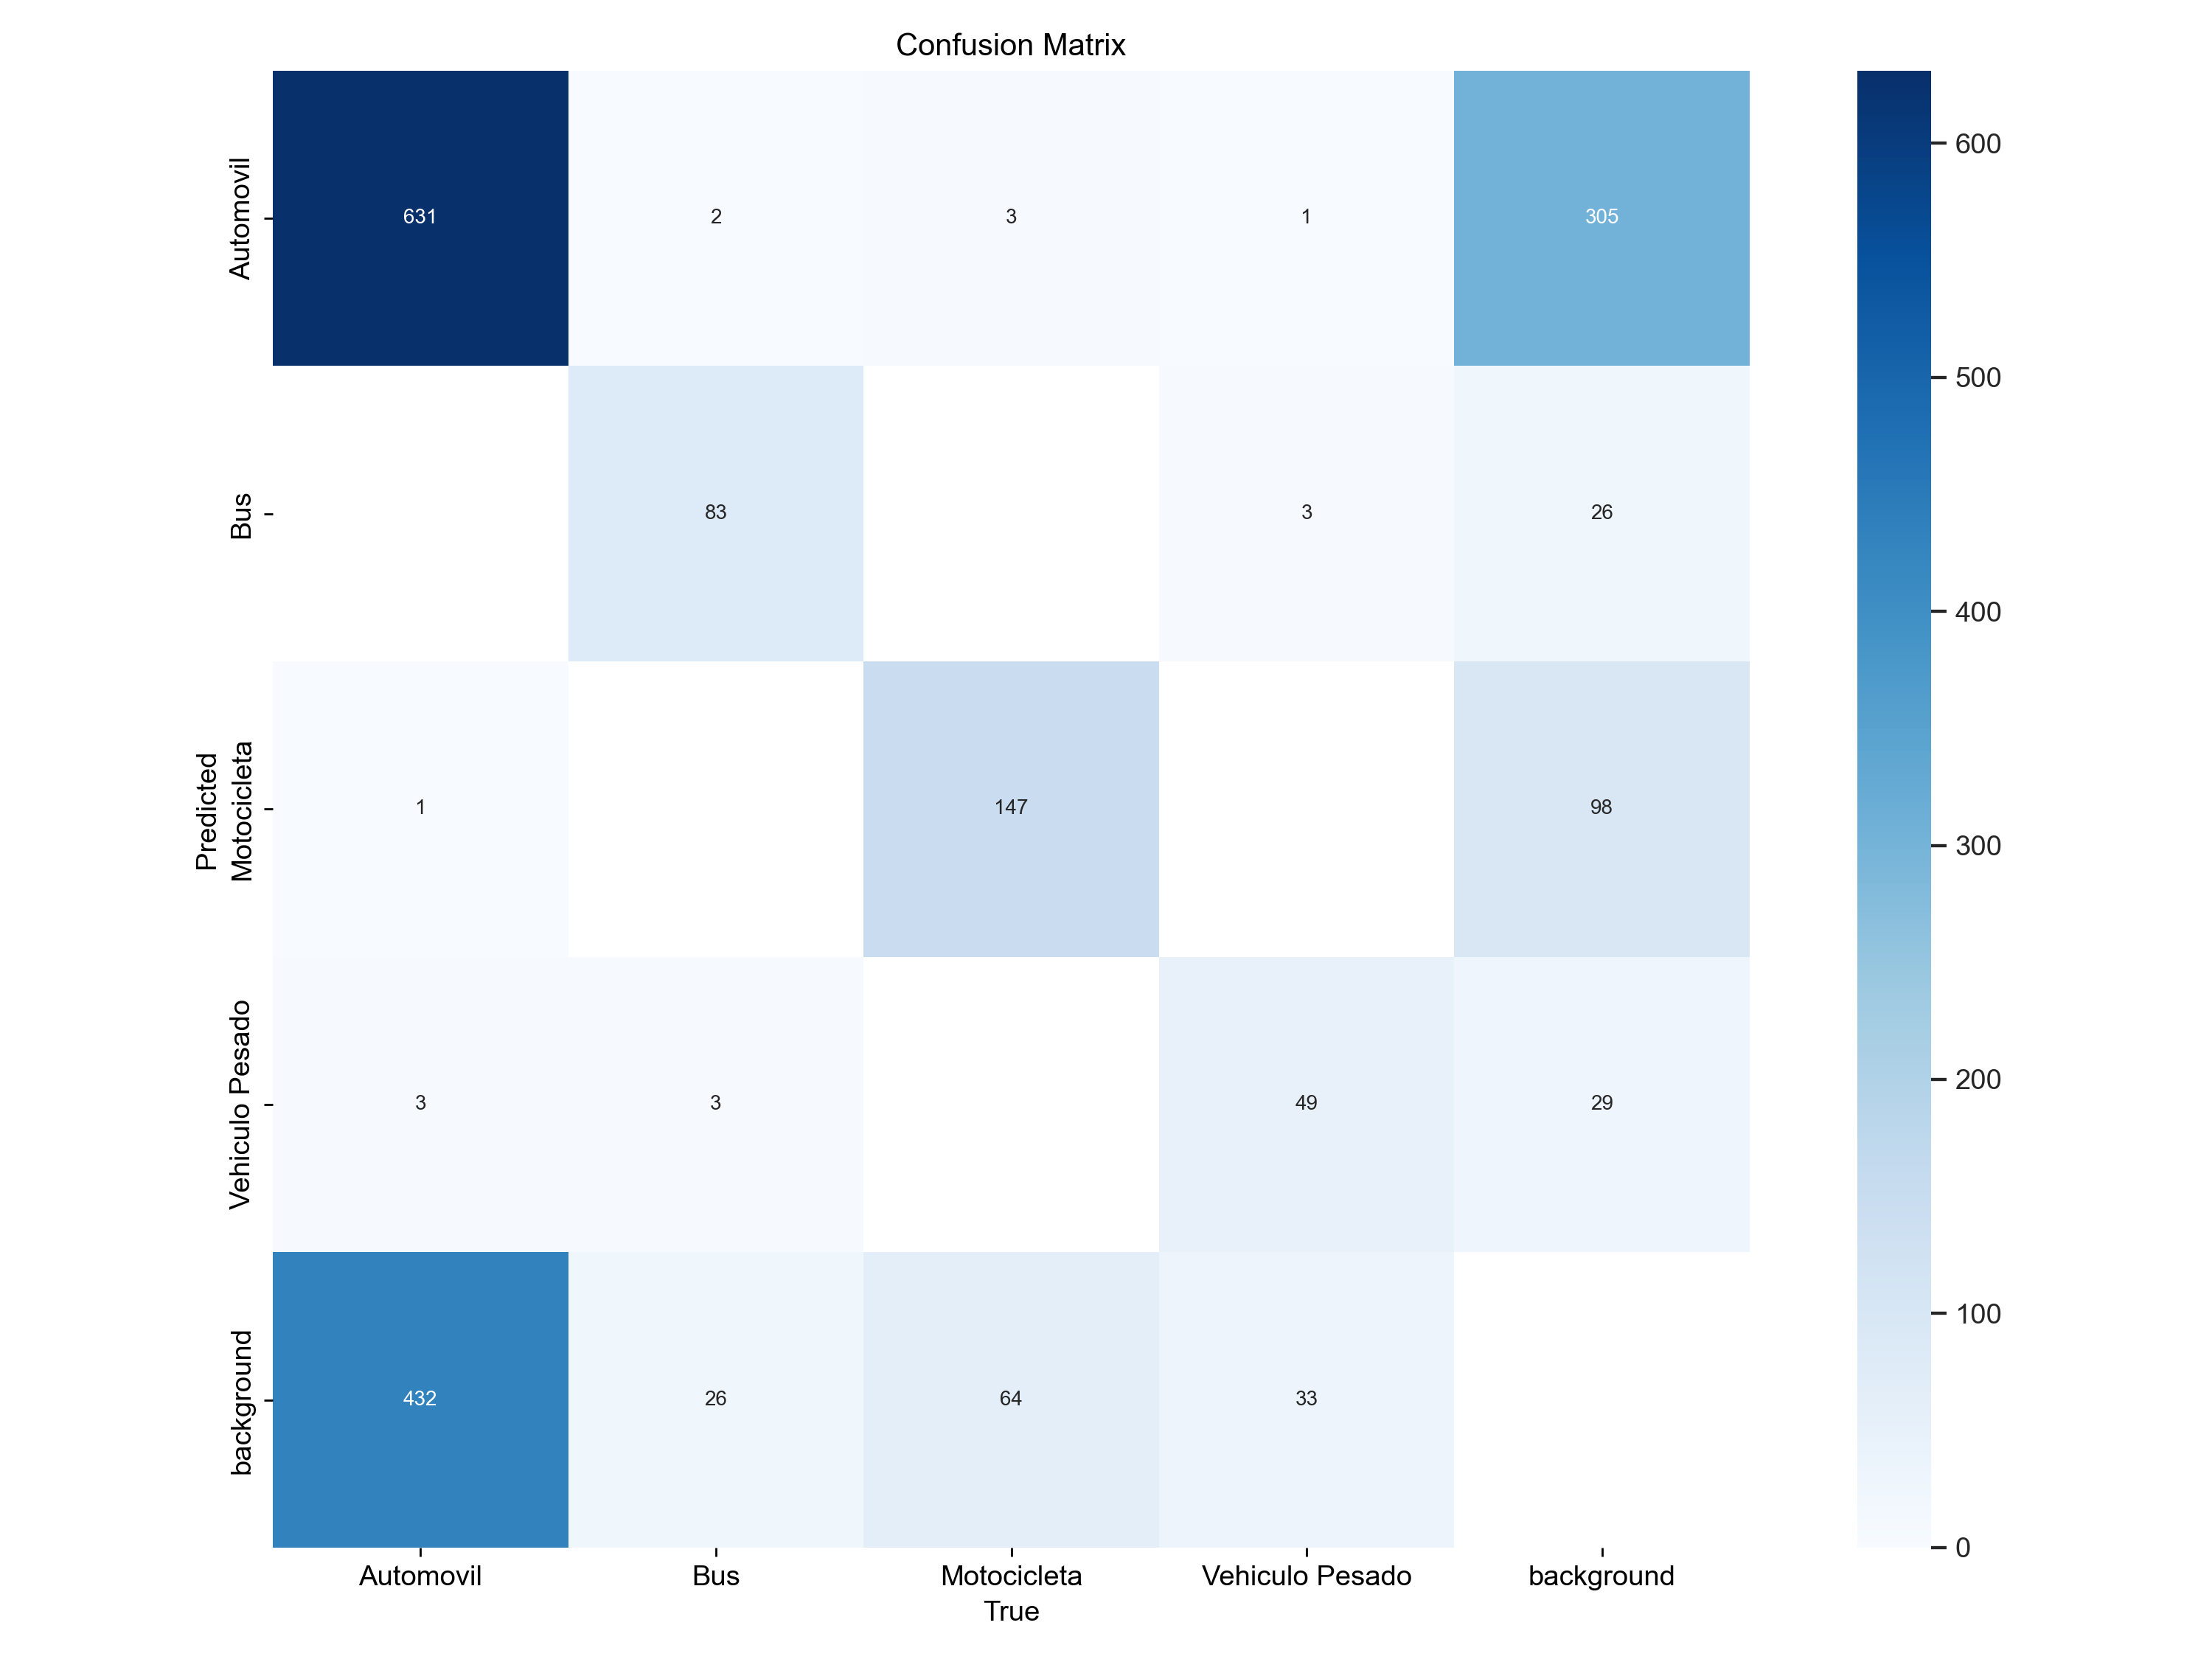 Confusion Matrix
Automovil
631
2
3
1
305
Bus
83
3
26
Predicted
Motocicleta
1
147
98
Vehiculo Pesado
3
3
49
29
background
432
26
64
33
Automovil
Bus
Motocicleta
Vehiculo Pesado
background
True
600
500
400
300
200
100
0